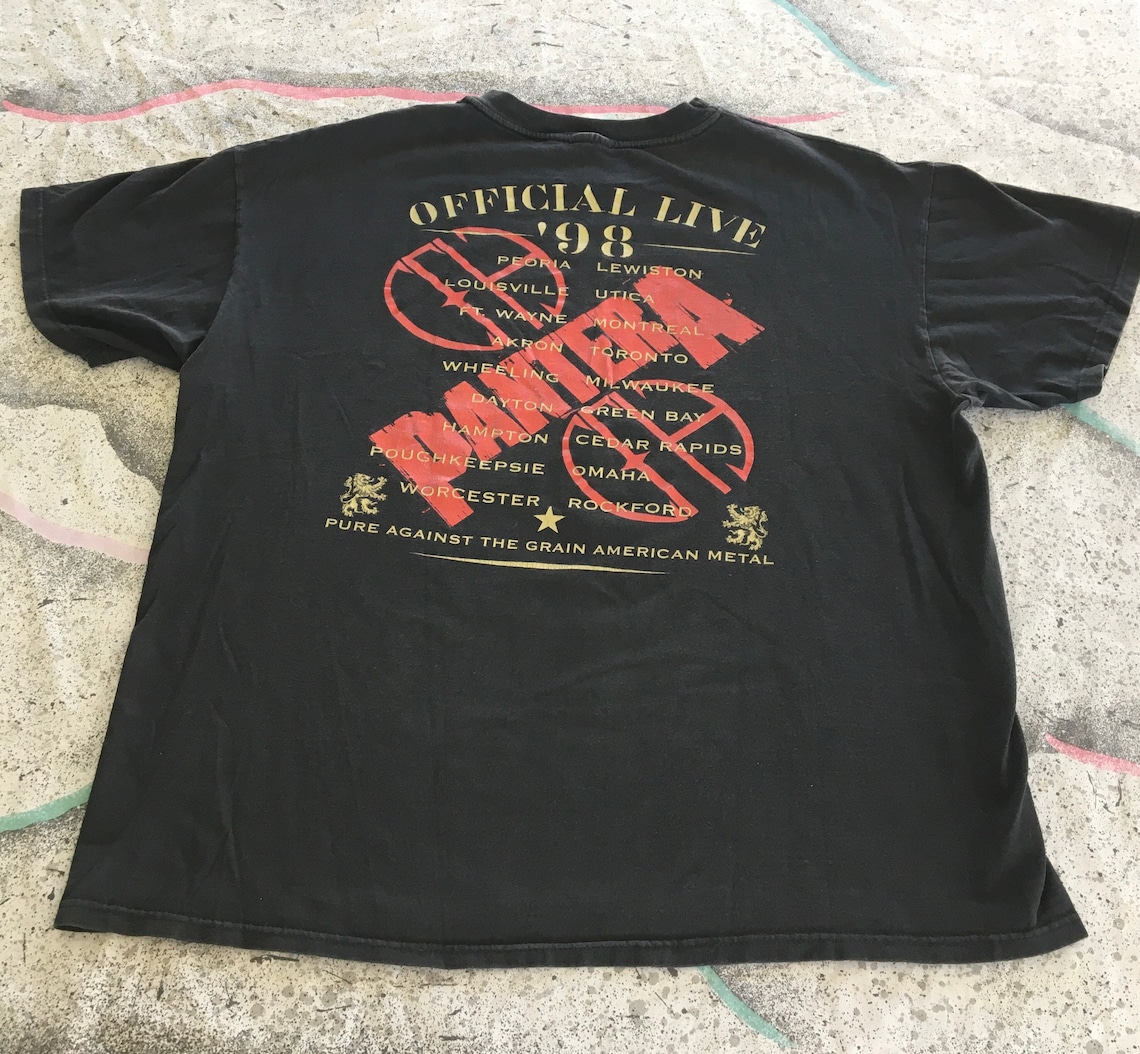 OFFICIAL LIVE
'98
PEORIA LEWISTON
LOUISVILLE UTICA
FT. WAYNE MONTREAL
AKRON TORONTO
WHEELING MILWAUKEE
DAYTON GREEN BAY
HAMPTON CEDAR RAPIDS
POUGHKEEPSIE OMAHA
WORCESTER ROCKFORD
PANTERA
PURE AGAINST THE GRAIN AMERICAN METAL